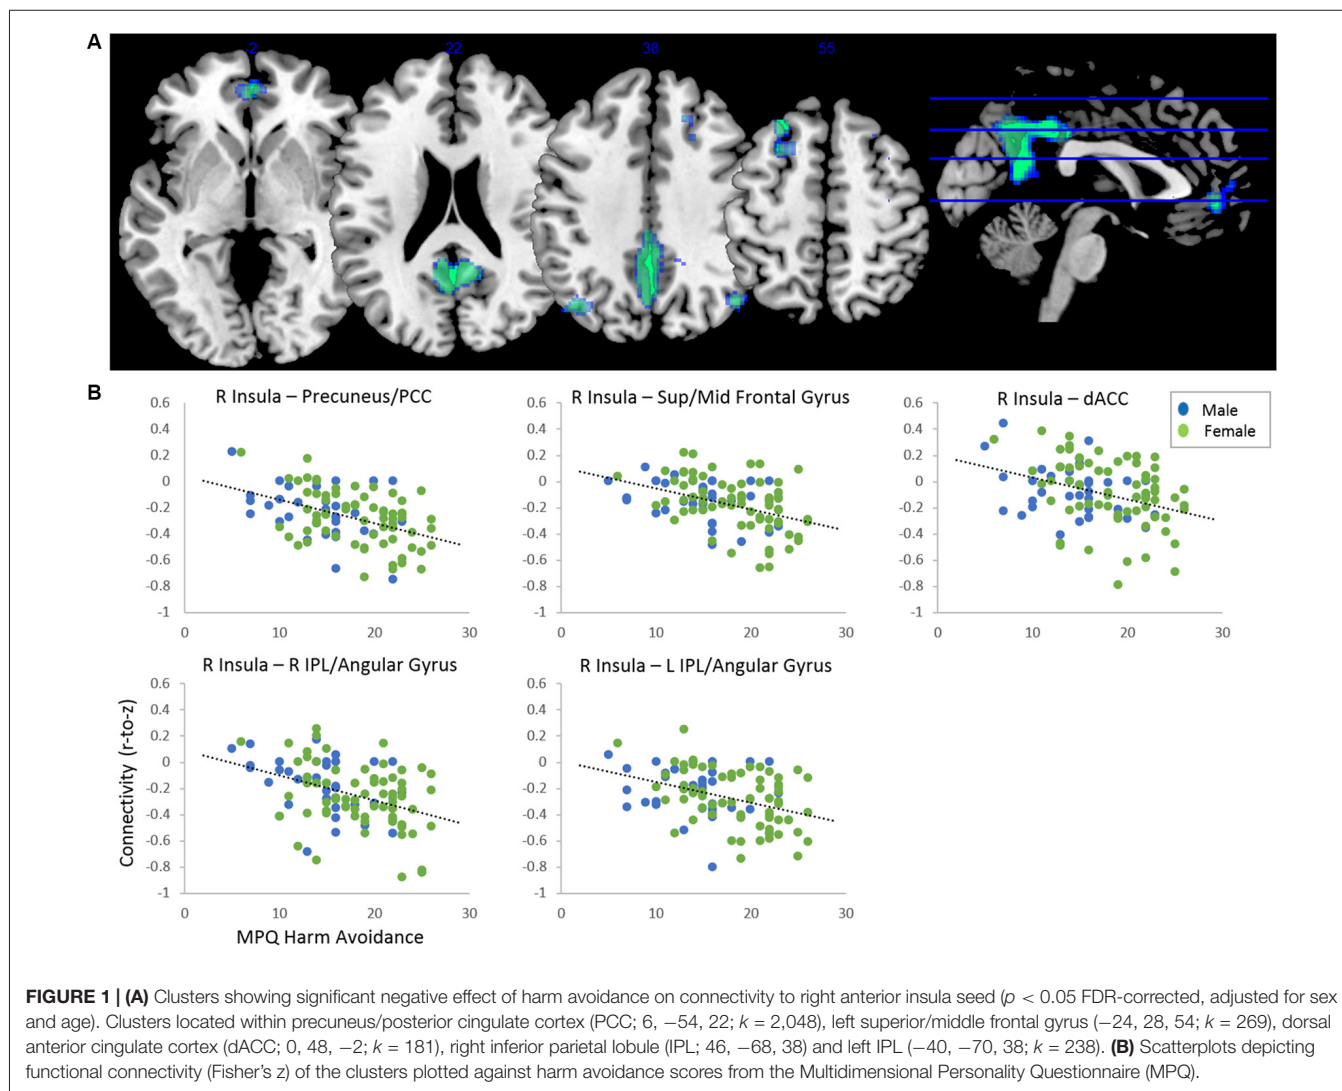 A
-2 22 38 55
B
R Insula – Precuneus/PCC
0.6
0.4
0.2
0
-0.2
-0.4
-0.6
-0.8
-1
0 10 20 30
R Insula – Sup/Mid Frontal Gyrus
0.6
0.4
0.2
0
-0.2
-0.4
-0.6
-0.8
-1
0 10 20 30
R Insula – dACC
0.6
0.4
0.2
0
-0.2
-0.4
-0.6
-0.8
-1
0 10 20 30
Male
Female
R Insula – R IPL/Angular Gyrus
Connectivity (r-to-z)
0.6
0.4
0.2
0
-0.2
-0.4
-0.6
-0.8
-1
0 10 20 30
MPQ Harm Avoidance
R Insula – L IPL/Angular Gyrus
0.6
0.4
0.2
0
-0.2
-0.4
-0.6
-0.8
-1
0 10 20 30
FIGURE 1 | (A) Clusters showing significant negative effect of harm avoidance on connectivity to right anterior insula seed (p < 0.05 FDR-corrected, adjusted for sex
and age). Clusters located within precuneus/posterior cingulate cortex (PCC; 6, −54, 22; k = 2,048), left superior/middle frontal gyrus (−24, 28, 54; k = 269), dorsal
anterior cingulate cortex (dACC; 0, 48, −2; k = 181), right inferior parietal lobule (IPL; 46, −68, 38) and left IPL (−40, −70, 38; k = 238). (B) Scatterplots depicting
functional connectivity (Fisher's z) of the clusters plotted against harm avoidance scores from the Multidimensional Personality Questionnaire (MPQ).